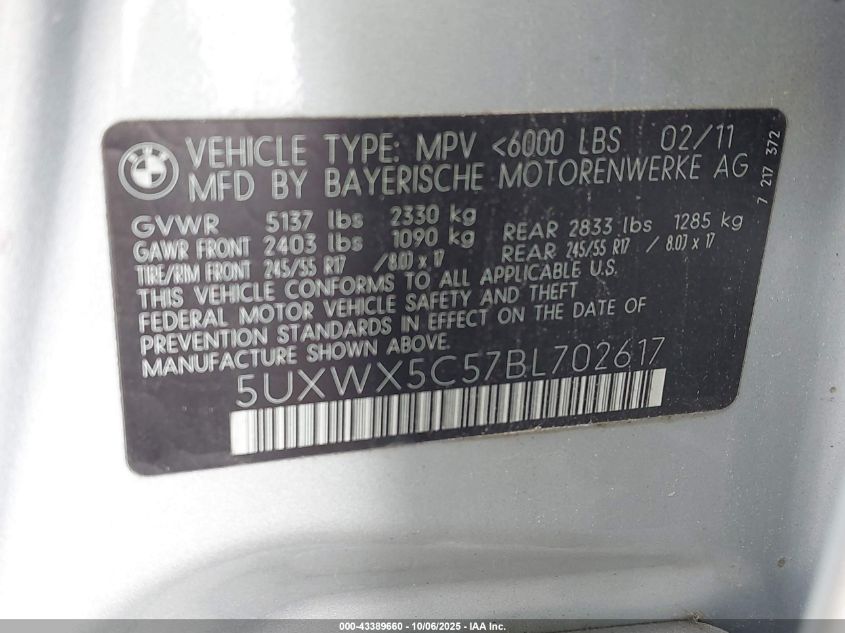 VEHICLE TYPE: MPV <6000 LBS 02/11
MFD BY BAYERISCHE MOTORENWERKE AG
7 217 372
GVWR 5137 lbs 2330 kg
GAWR FRONT 2403 lbs 1090 kg REAR 2833 lbs 1285 kg
TIRE/RIM FRONT 245/55 R17 / 8.0J x 17 REAR 245/55 R17 / 8.0J x 17
THIS VEHICLE CONFORMS TO ALL APPLICABLE U.S.
FEDERAL MOTOR VEHICLE SAFETY AND THEFT
PREVENTION STANDARDS IN EFFECT ON THE DATE OF
MANUFACTURE SHOWN ABOVE.
5UXWX5C57BL702617
000-43389660 - 10/06/2025 - IAA Inc.